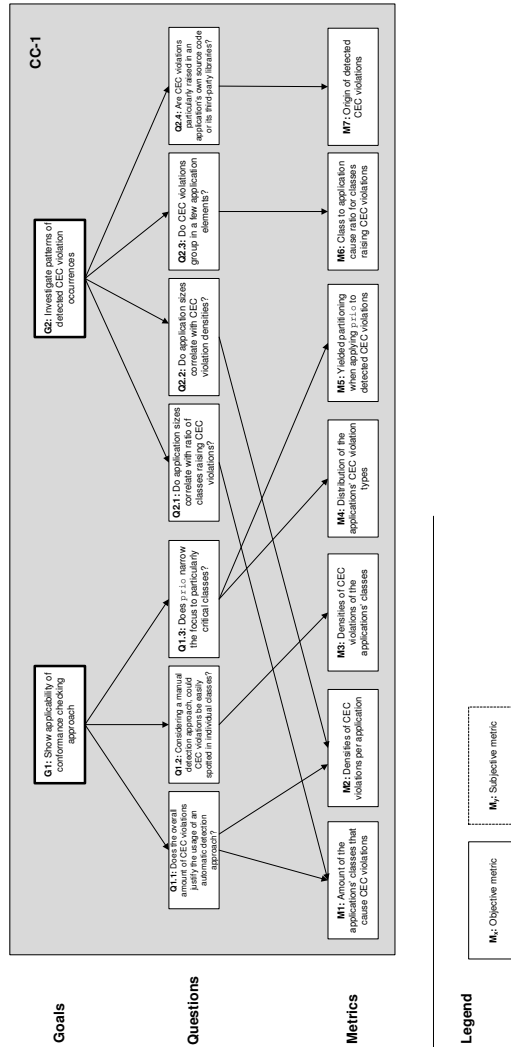 CC-1
Goals
G1: Show applicability of
conformance checking
approach
G2: Investigate patterns of
detected CEC violation
occurrences
Questions
Q1.1: Does the overall
amount of CEC violations
justify the usage of an
automatic detection
approach?
Q1.2: Considering a manual
detection approach, could
CEC violations be easily
spotted in individual classes?
Q1.3: Does prio narrow
the focus to particularly
critical classes?
Q2.1: Do application sizes
correlate with ratio of
classes raising CEC
violations?
Q2.2: Do application sizes
correlate with CEC
violation densities?
Q2.3: Do CEC violations
group in a few application
elements?
Q2.4: Are CEC violations
particularly raised in an
application's own source code
or its third-party libraries?
Metrics
M1: Amount of the
applications' classes that
cause CEC violations
M2: Densities of CEC
violations per application
M3: Densities of CEC
violations of the
applications' classes
M4: Distribution of the
applications' CEC violation
types
M5: Yielded partitioning
when applying prio to
detected CEC violations
M6: Class to application
cause ratio for classes
raising CEC violations
M7: Origin of detected
CEC violations
Legend
Mx: Objective metric
My: Subjective metric